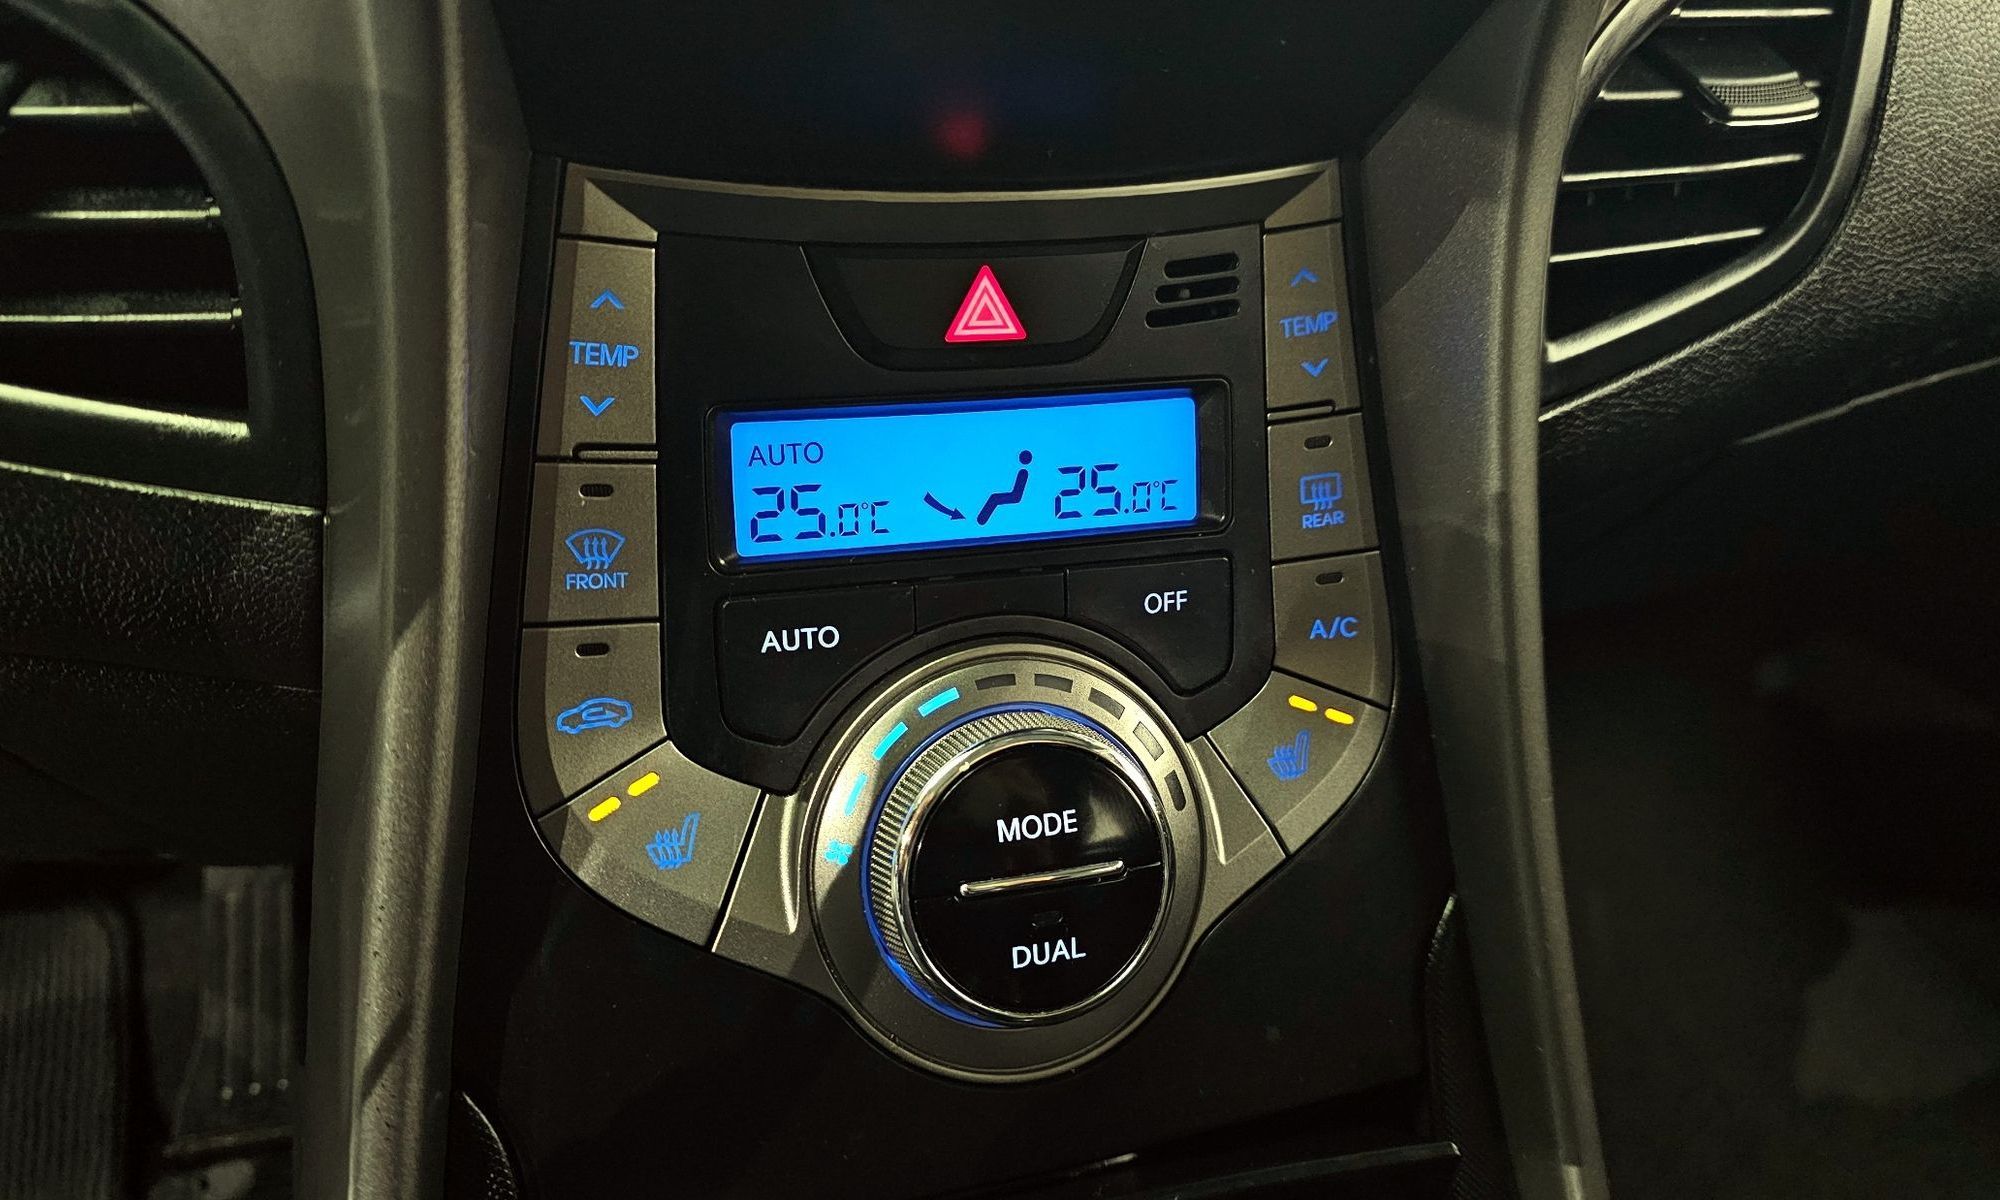 TEMP
TEMP
AUTO
25.0°C 25.0°C
FRONT
REAR
AUTO
OFF
A/C
MODE
DUAL